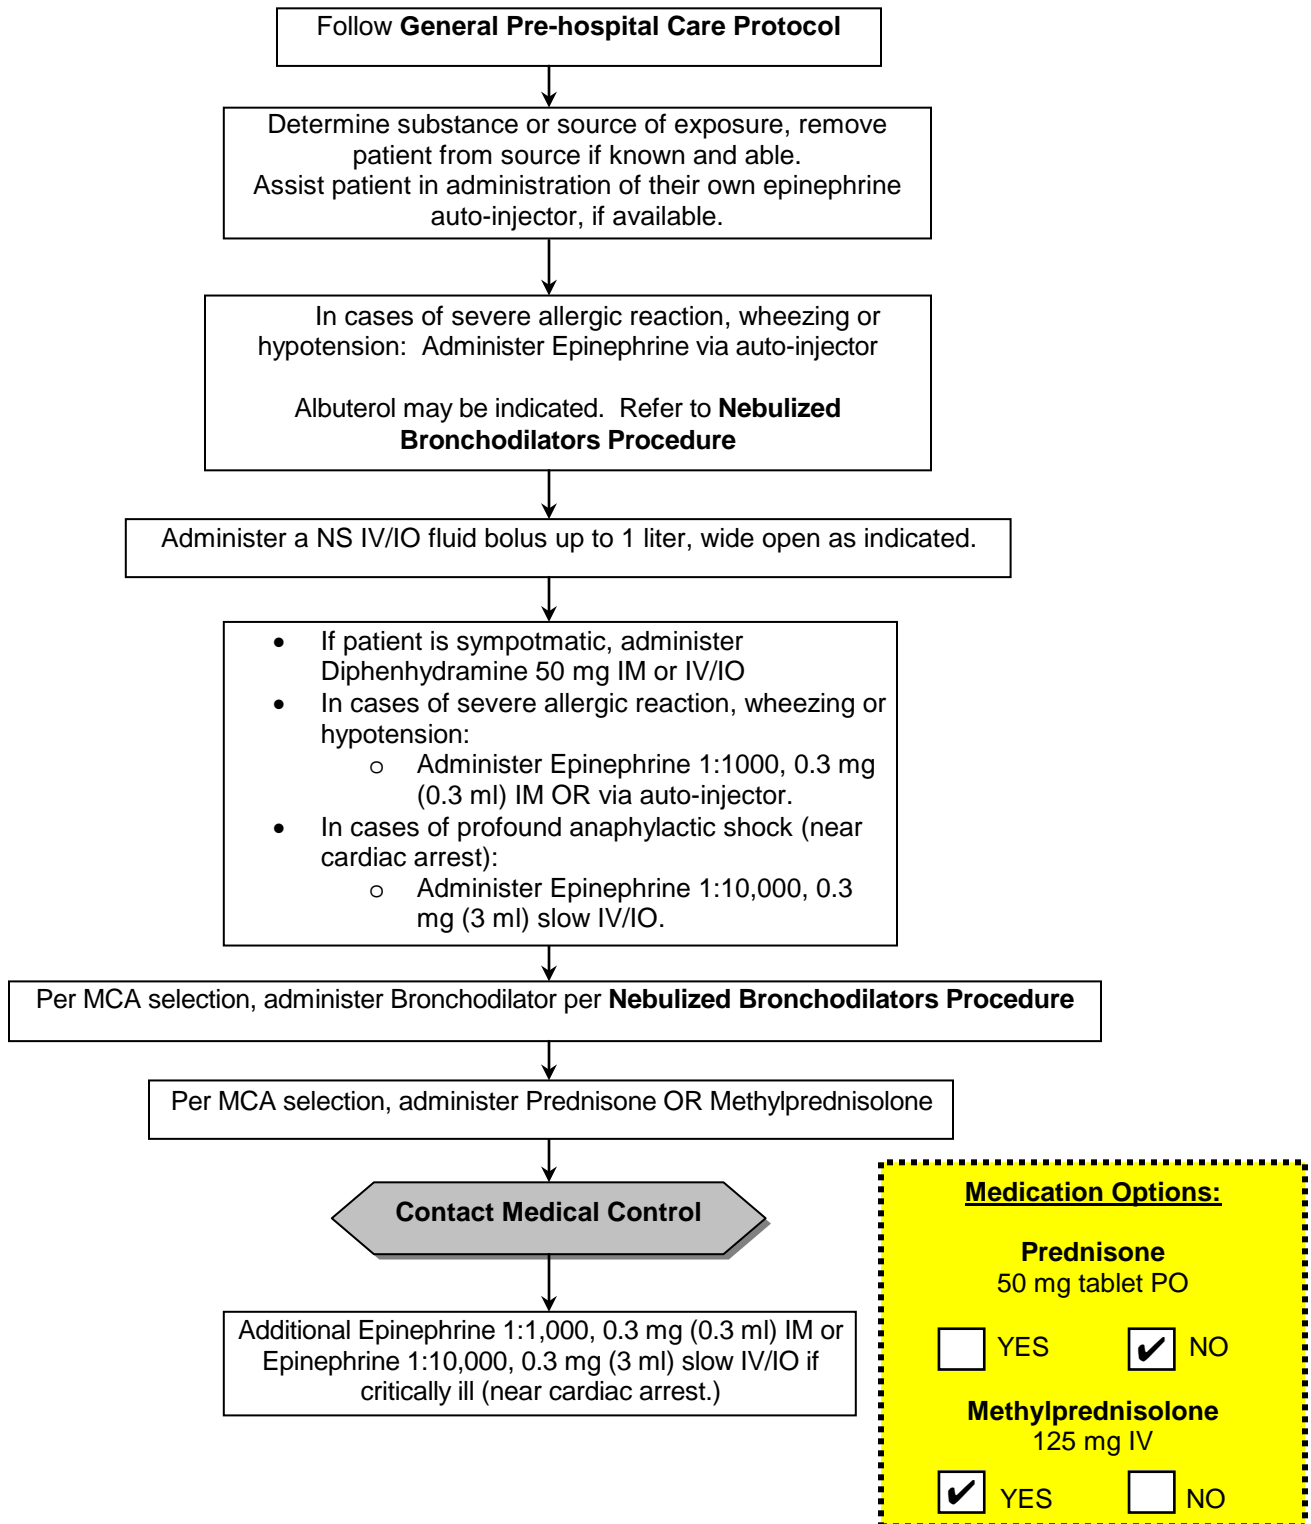 Follow General Pre-hospital Care Protocol
Determine substance or source of exposure, remove
patient from source if known and able.
Assist patient in administration of their own epinephrine
auto-injector, if available.
In cases of severe allergic reaction, wheezing or
hypotension: Administer Epinephrine via auto-injector
Albuterol may be indicated. Refer to Nebulized
Bronchodilators Procedure
Administer a NS IV/IO fluid bolus up to 1 liter, wide open as indicated.
• If patient is sympotmatic, administer
Diphenhydramine 50 mg IM or IV/IO
• In cases of severe allergic reaction, wheezing or
hypotension:
o Administer Epinephrine 1:1000, 0.3 mg
(0.3 ml) IM OR via auto-injector.
• In cases of profound anaphylactic shock (near
cardiac arrest):
o Administer Epinephrine 1:10,000, 0.3
mg (3 ml) slow IV/IO.
Per MCA selection, administer Bronchodilator per Nebulized Bronchodilators Procedure
Per MCA selection, administer Prednisone OR Methylprednisolone
Contact Medical Control
Additional Epinephrine 1:1,000, 0.3 mg (0.3 ml) IM or
Epinephrine 1:10,000, 0.3 mg (3 ml) slow IV/IO if
critically ill (near cardiac arrest.)
Medication Options:
Prednisone
50 mg tablet PO
YES ✔ NO
Methylprednisolone
125 mg IV
✔ YES NO